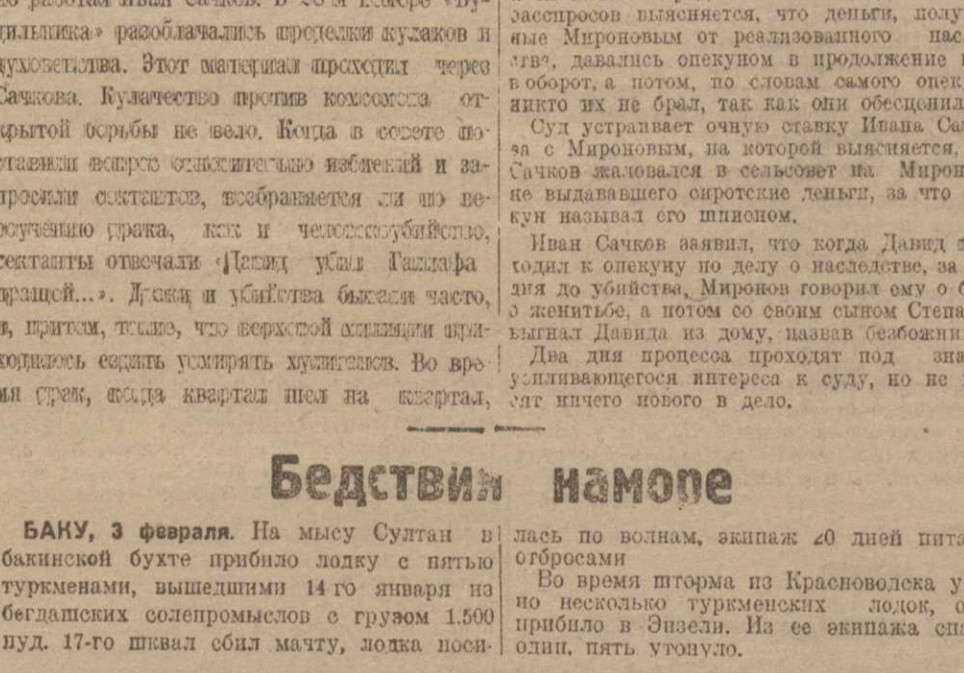 работал Иван Сачков. В 
разоблачались проделки кулаков и
духовенства. Этот материал проходил через
Сачкова. Кулачество против комсомола от-
крытой борьбы не вело. Когда в совете по-
ставили вопрос относительно избиений и за-
просили сектантов, возбраняется ли по ве-
роучению драка, как и человекоубийство,
сектанты отвечали «Давид убил Галиафа
пращей...». Драки и убийства бывали часто,
и, притом, такие, что верховой милиции при-
ходилось ездить усмирять хулиганов. Во вре-
мя драк, когда квартал шел на квартал,
расспросов выясняется, что деньги, полу
ные Мироновым от реализованного нас
ства, давались опекуном в продолжение
в оборот, а потом, по словам самого опек
никто их не брал, так как они обесценил
Суд устраивает очную ставку Ивана Са
ва с Мироновым, на которой выясняется,
Сачков жаловался в сельсовет на Мирон
не выдававшего сиротские деньги, за что
кун называл его шпионом.
Иван Сачков заявил, что когда Давид
ходил к опекуну по делу о наследстве, за
дня до убийства, Миронов говорил ему о
о женитьбе, а потом со своим сыном Степа
выгнал Давида из дому, назвав безбожни
Два дня процесса проходят под зна
усиливающегося интереса к суду, но не
сят ничего нового в дело.
Бедствия на море
БАКУ, 3 февраля. На мысу Султан в
бакинской бухте прибило лодку с пятью
туркменами, вышедшими 14 го января из
бегдашских солепромыслов с грузом 1.500
пуд. 17-го шквал сбил мачту, лодка носи-
лась по волнам, экипаж 20 дней пита
отбросами
Во время шторма из Красноводска у
но несколько туркменских лодок, о
прибило в Энзели. Из ее экипажа спа
один, пять утонуло.